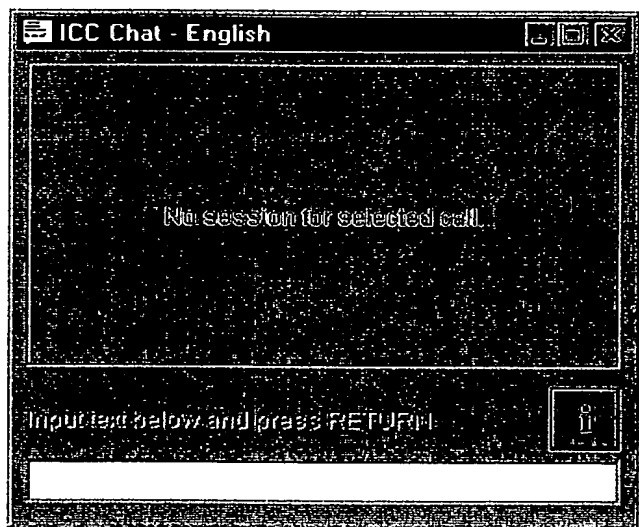 ICC Chat - English
No session for selected call.
Input text below and press RETURN
i